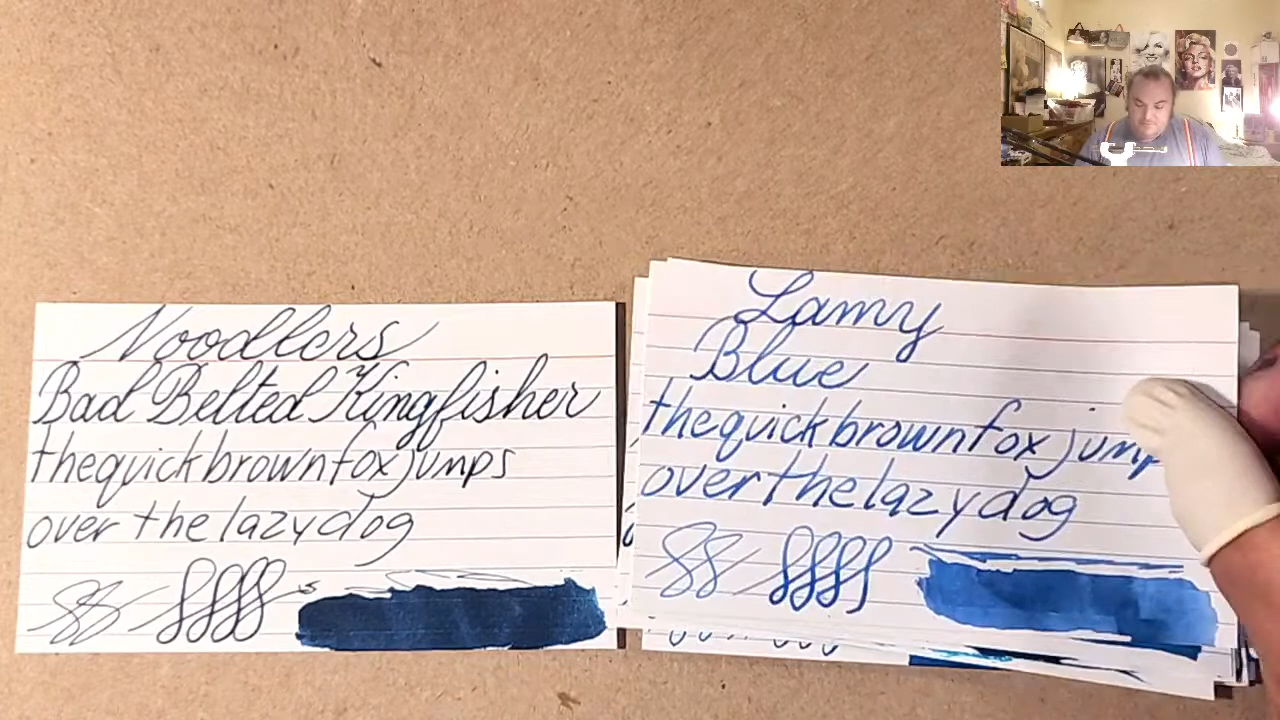 Noodlers
Bad Belted Kingfisher
thequickbrownfoxjumps
over the lazydog
Lamy
Blue
thequickbrownfoxjump
overthelazydog